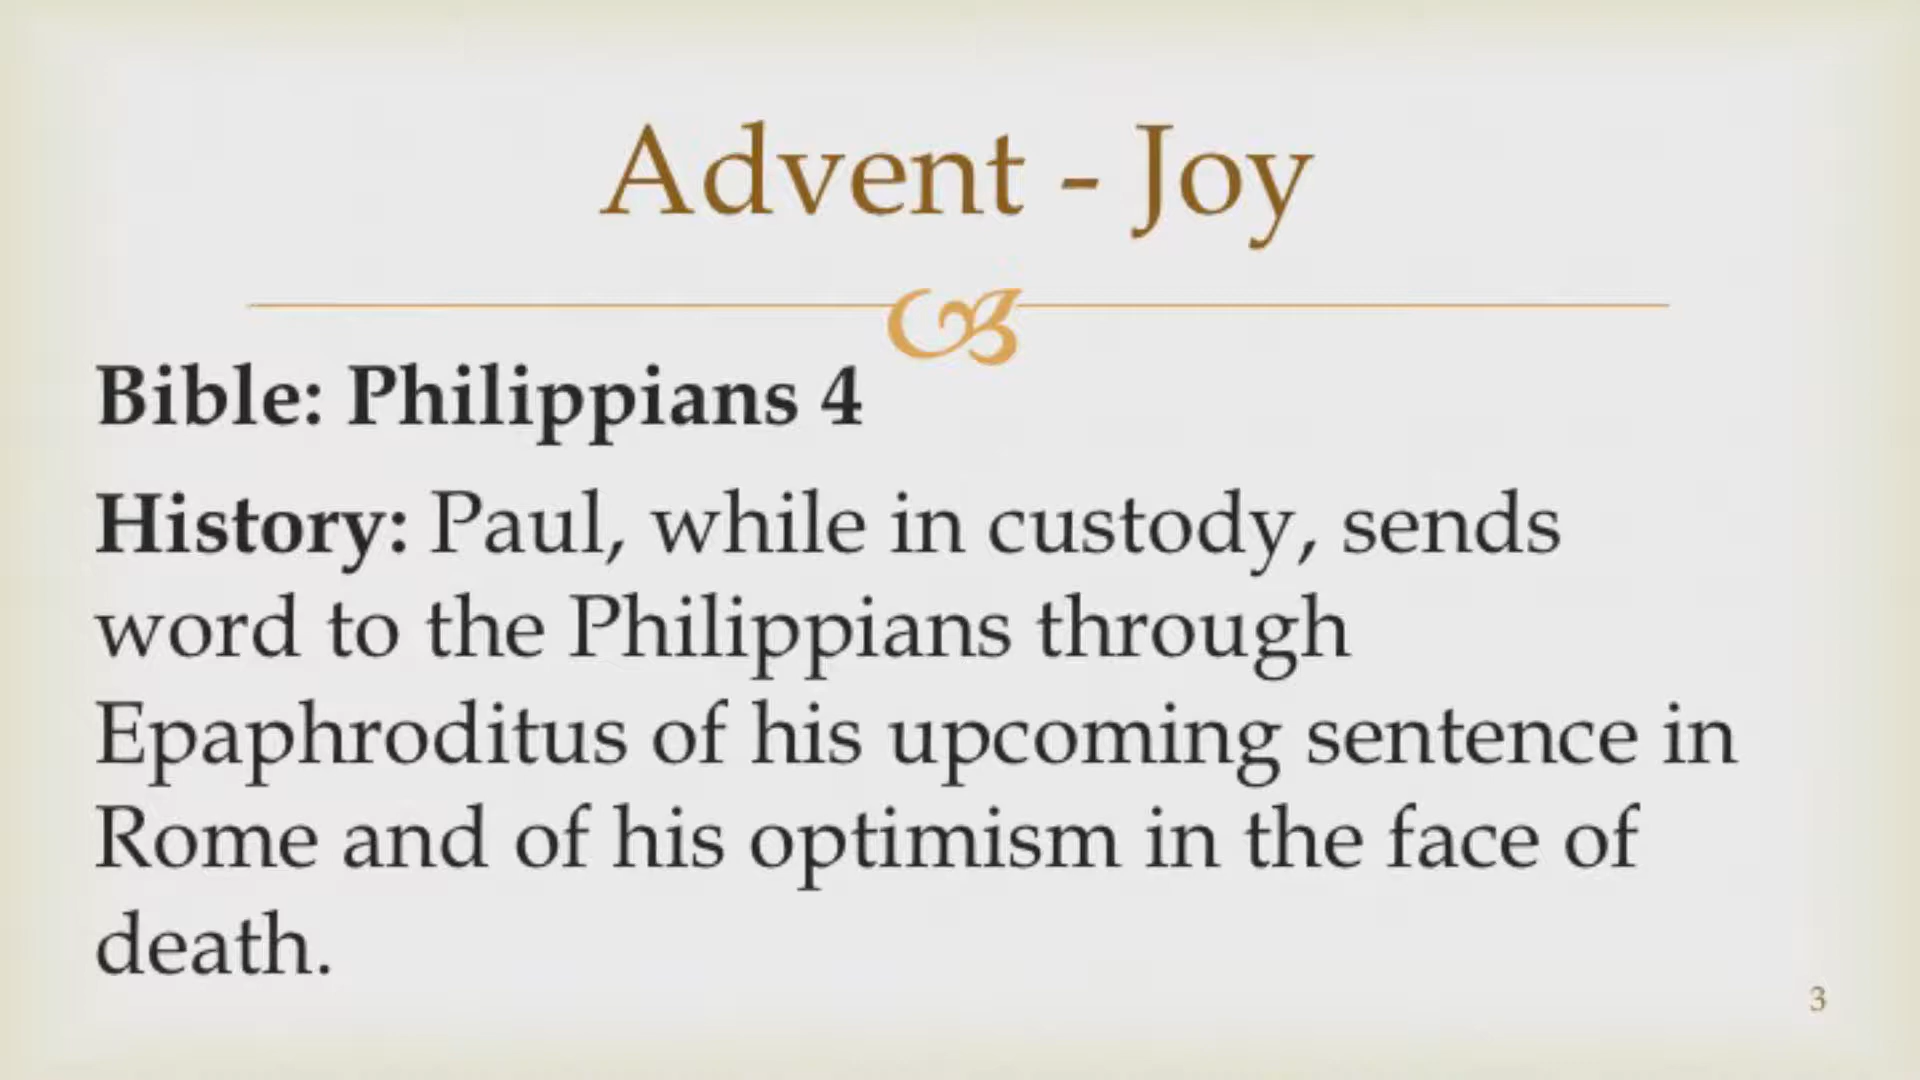 Advent - Joy
Bible: Philippians 4
History: Paul, while in custody, sends
word to the Philippians through
Epaphroditus of his upcoming sentence in
Rome and of his optimism in the face of
death.
3